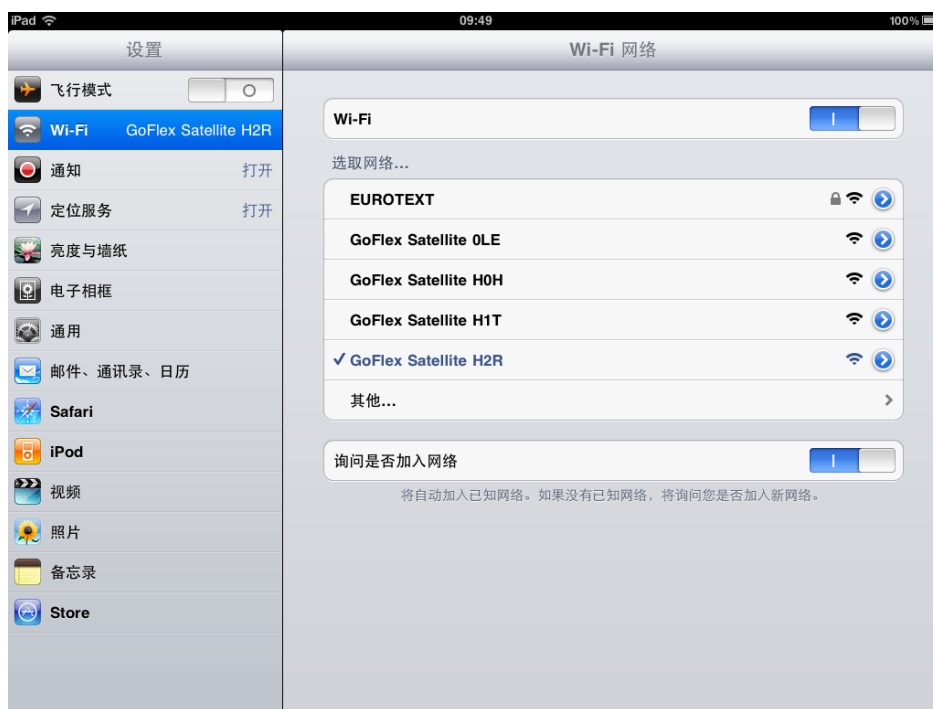 iPad 09:49 100%
设置
飞行模式
Wi-Fi GoFlex Satellite H2R
通知 打开
定位服务 打开
亮度与墙纸
电子相框
通用
邮件、通讯录、日历
Safari
iPod
视频
照片
备忘录
Store
Wi-Fi 网络
Wi-Fi
选取网络...
EUROTEXT
GoFlex Satellite 0LE
GoFlex Satellite H0H
GoFlex Satellite H1T
✓ GoFlex Satellite H2R
其他...
询问是否加入网络
将自动加入已知网络。如果没有已知网络，将询问您是否加入新网络。